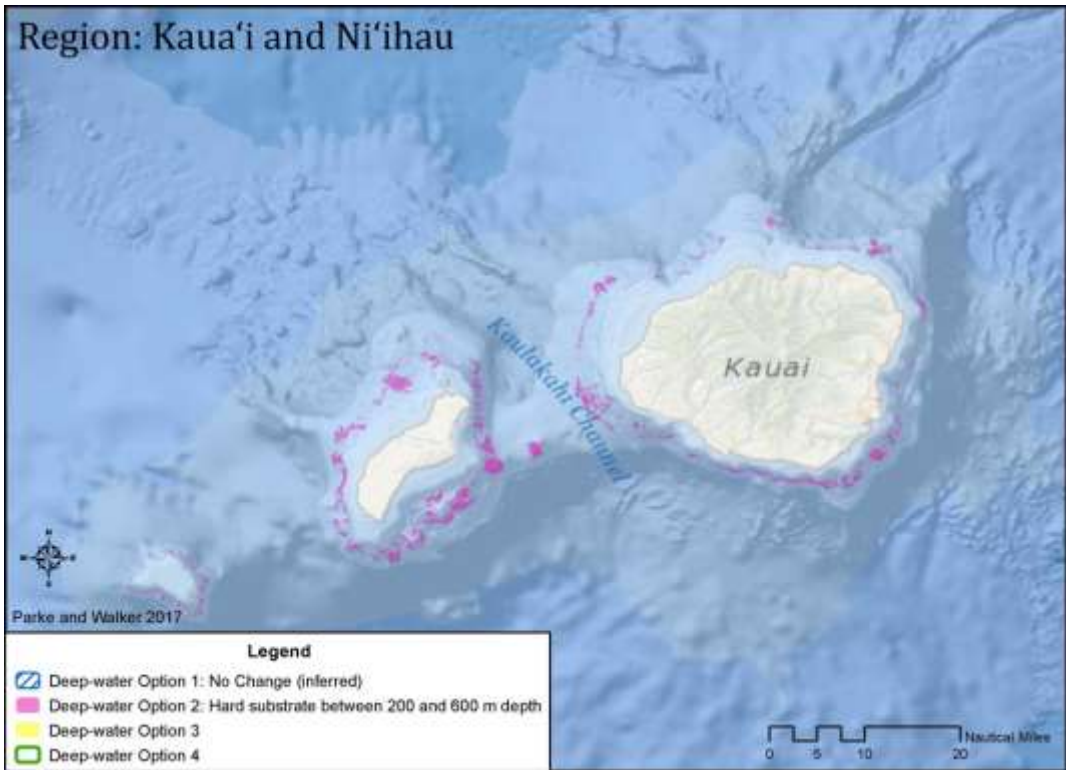 Region: Kaua‘i and Ni‘ihau
Kaulakahi Channel
Kauai
Parke and Walker 2017
Legend
Deep-water Option 1: No Change (inferred)
Deep-water Option 2: Hard substrate between 200 and 600 m depth
Deep-water Option 3
Deep-water Option 4
Nautical Miles
0 5 10 20